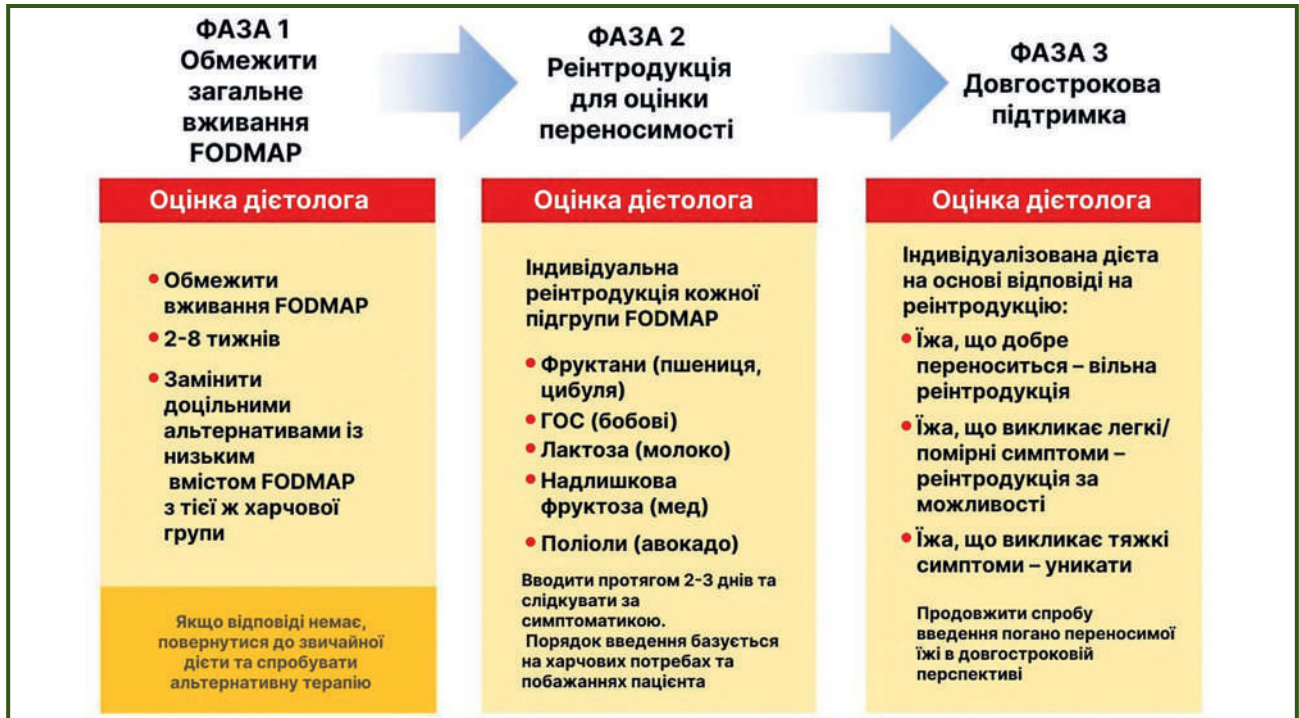 ФАЗА 1
Обмежити
загальне
вживання
FODMAP
Оцінка дієтолога
• Обмежити
вживання FODMAP
• 2-8 тижнів
• Замінити
доцільними
альтернативами із
низьким
вмістом FODMAP
з тієї ж харчової
групи
Якщо відповіді немає,
повернутися до звичайної
дієти та спробувати
альтернативну терапію
ФАЗА 2
Реінтродукція
для оцінки
переносимості
Оцінка дієтолога
Індивідуальна
реінтродукція кожної
підгрупи FODMAP
• Фруктани (пшениця,
цибуля)
• ГОС (бобові)
• Лактоза (молоко)
• Надлишкова
фруктоза (мед)
• Поліоли (авокадо)
Вводити протягом 2-3 днів та
слідкувати за
симптоматикою.
Порядок введення базується
на харчових потребах та
побажаннях пацієнта
ФАЗА 3
Довгострокова
підтримка
Оцінка дієтолога
Індивідуалізована дієта
на основі відповіді на
реінтродукцію:
• Їжа, що добре
переноситься – вільна
реінтродукція
• Їжа, що викликає легкі/
помірні симптоми –
реінтродукція за
можливості
• Їжа, що викликає тяжкі
симптоми – уникати
Продовжити спробу
введення погано переносимої
їжі в довгостроковій
перспективі